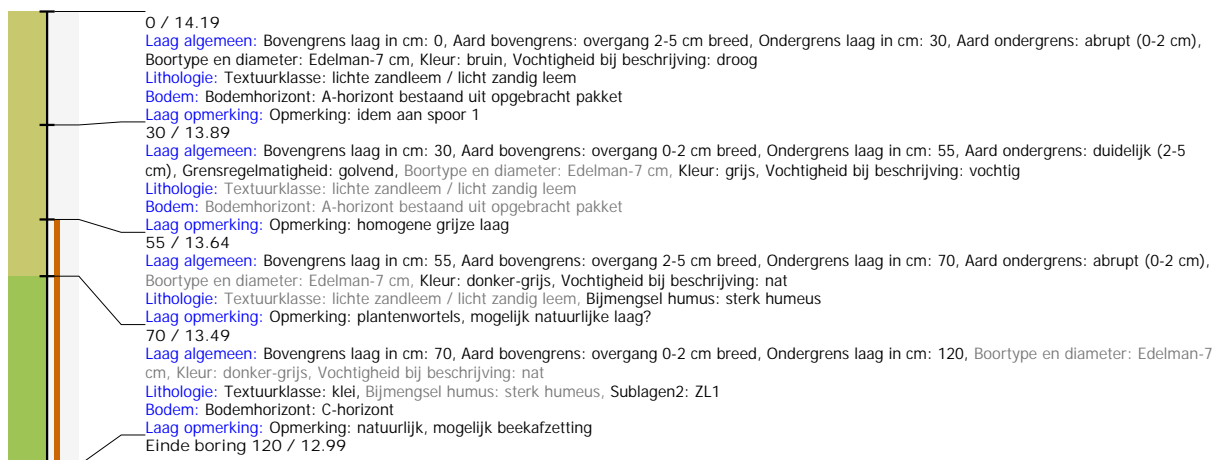 0 / 14.19
Laag algemeen: Bovengrens laag in cm: 0, Aard bovengrens: overgang 2-5 cm breed, Ondergrens laag in cm: 30, Aard ondergrens: abrupt (0-2 cm),
Boortype en diameter: Edelman-7 cm, Kleur: bruin, Vochtigheid bij beschrijving: droog
Lithologie: Textuurklasse: lichte zandleem / licht zandig leem
Bodem: Bodemhorizont: A-horizont bestaand uit opgebracht pakket
Laag opmerking: Opmerking: idem aan spoor 1
30 / 13.89
Laag algemeen: Bovengrens laag in cm: 30, Aard bovengrens: overgang 0-2 cm breed, Ondergrens laag in cm: 55, Aard ondergrens: duidelijk (2-5
cm), Grensregelmatigheid: golvend, Boortype en diameter: Edelman-7 cm, Kleur: grijs, Vochtigheid bij beschrijving: vochtig
Lithologie: Textuurklasse: lichte zandleem / licht zandig leem
Bodem: Bodemhorizont: A-horizont bestaand uit opgebracht pakket
Laag opmerking: Opmerking: homogene grijze laag
55 / 13.64
Laag algemeen: Bovengrens laag in cm: 55, Aard bovengrens: overgang 2-5 cm breed, Ondergrens laag in cm: 70, Aard ondergrens: abrupt (0-2 cm),
Boortype en diameter: Edelman-7 cm, Kleur: donker-grijs, Vochtigheid bij beschrijving: nat
Lithologie: Textuurklasse: lichte zandleem / licht zandig leem, Bijmengsel humus: sterk humeus
Laag opmerking: Opmerking: plantenwortels, mogelijk natuurlijke laag?
70 / 13.49
Laag algemeen: Bovengrens laag in cm: 70, Aard bovengrens: overgang 0-2 cm breed, Ondergrens laag in cm: 120, Boortype en diameter: Edelman-7
cm, Kleur: donker-grijs, Vochtigheid bij beschrijving: nat
Lithologie: Textuurklasse: klei, Bijmengsel humus: sterk humeus, Sublagen2: ZL1
Bodem: Bodemhorizont: C-horizont
Laag opmerking: Opmerking: natuurlijk, mogelijk beekafzetting
Einde boring 120 / 12.99